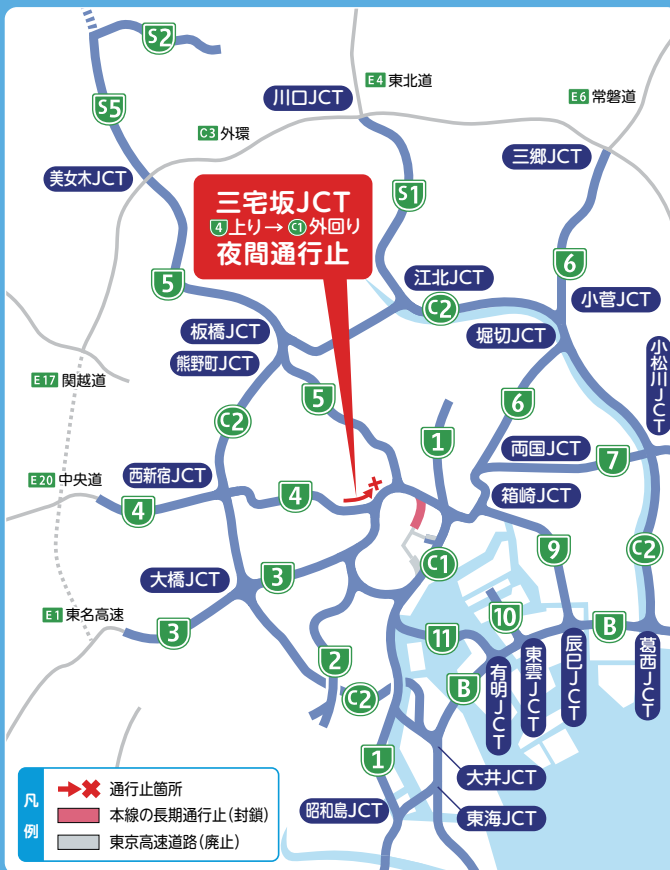 S2
E4 東北道
川口JCT
S5
E6 常磐道
C3 外環
三郷JCT
美女木JCT
三宅坂JCT
4 上り→ C1 外回り
夜間通行止
S1
6
江北JCT
5
小菅JCT
C2
板橋JCT
堀切JCT
熊野町JCT
小松川JCT
E17 関越道
5
6
C2
1
両国JCT
7
西新宿JCT
E20 中央道
4
4
箱崎JCT
9
C2
C1
大橋JCT
3
E1 東名高速
3
10
B
11
2
有明JCT
東雲JCT
辰巳JCT
葛西JCT
B
C2
1
大井JCT
昭和島JCT
東海JCT
凡例
通行止箇所
本線の長期通行止(封鎖)
東京高速道路(廃止)